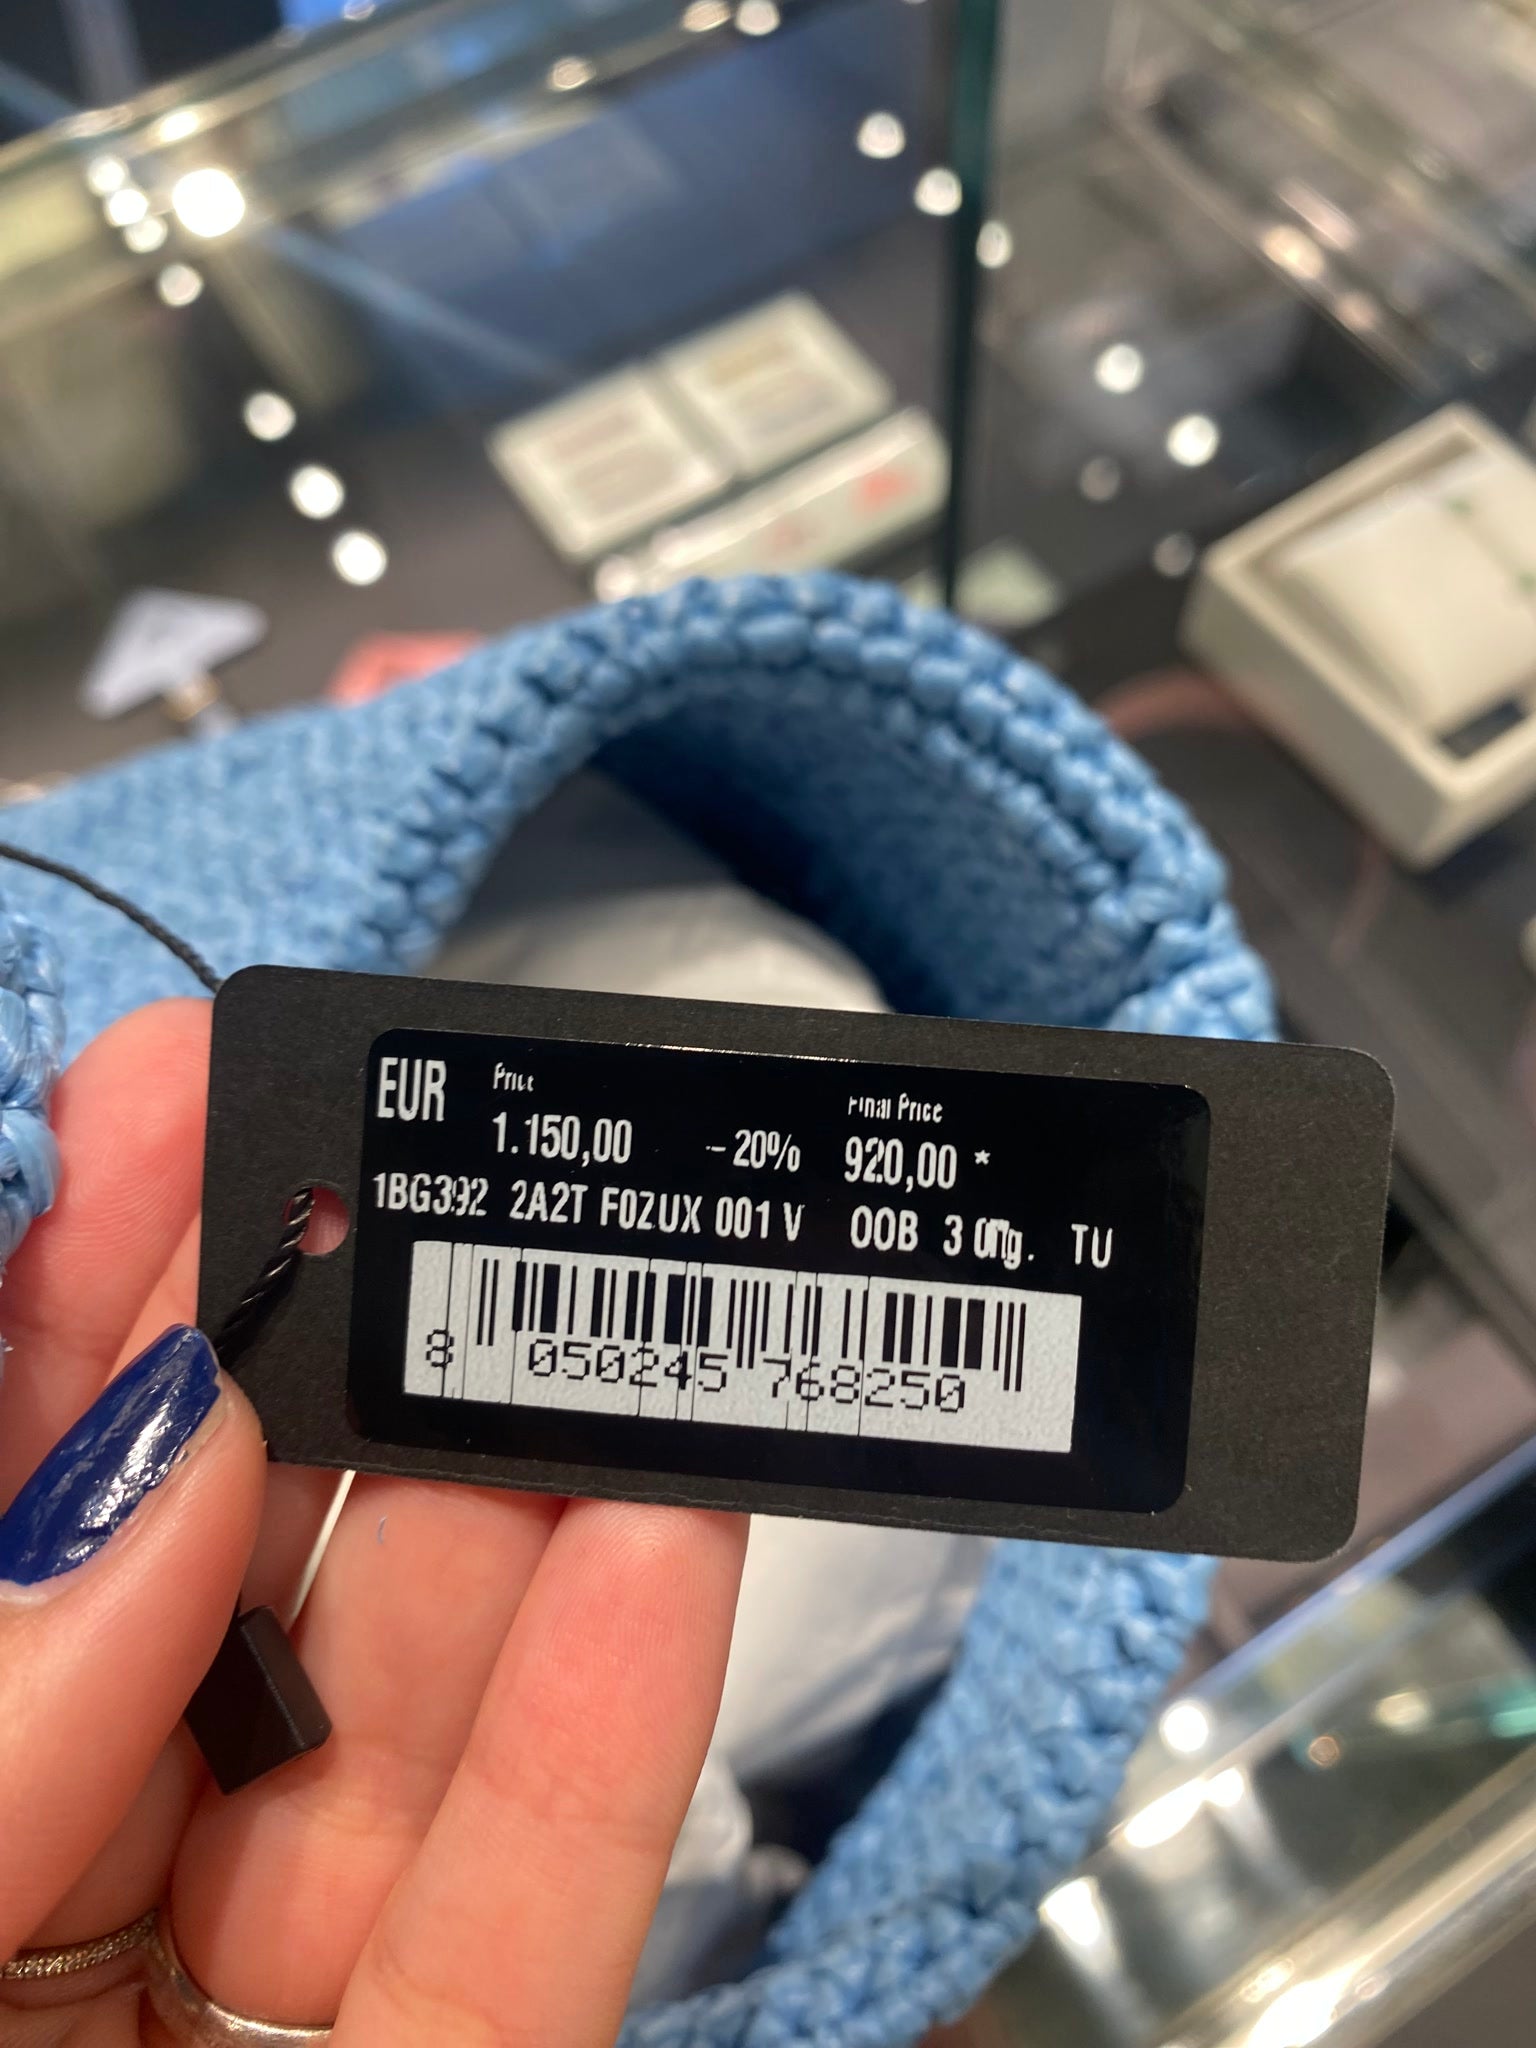 EUR Price Final Price
1.150,00 - 20% 920,00 *
1BG392 2A2T F0ZUX 001 V OOB 3 Orig. TU
8 050245 768250